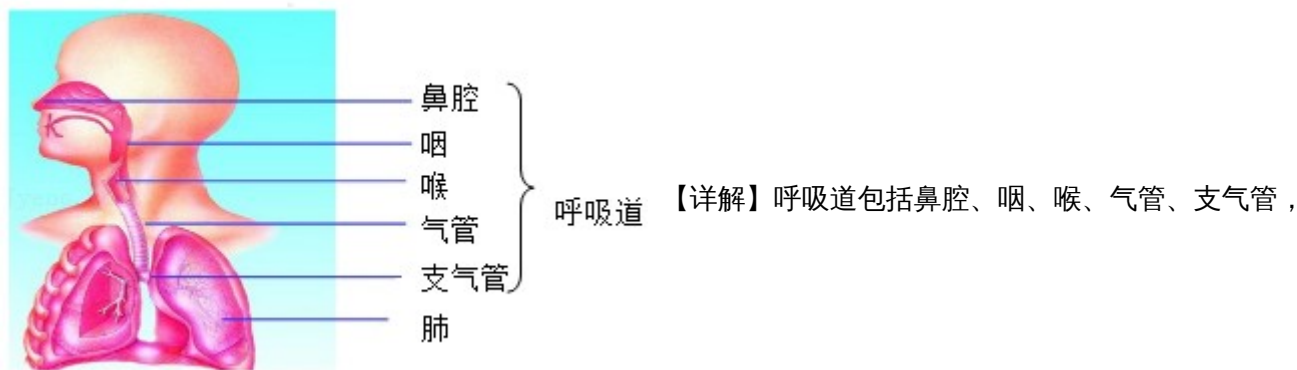 鼻腔
咽
喉
气管
支气管
肺
呼吸道
【详解】呼吸道包括鼻腔、咽、喉、气管、支气管，